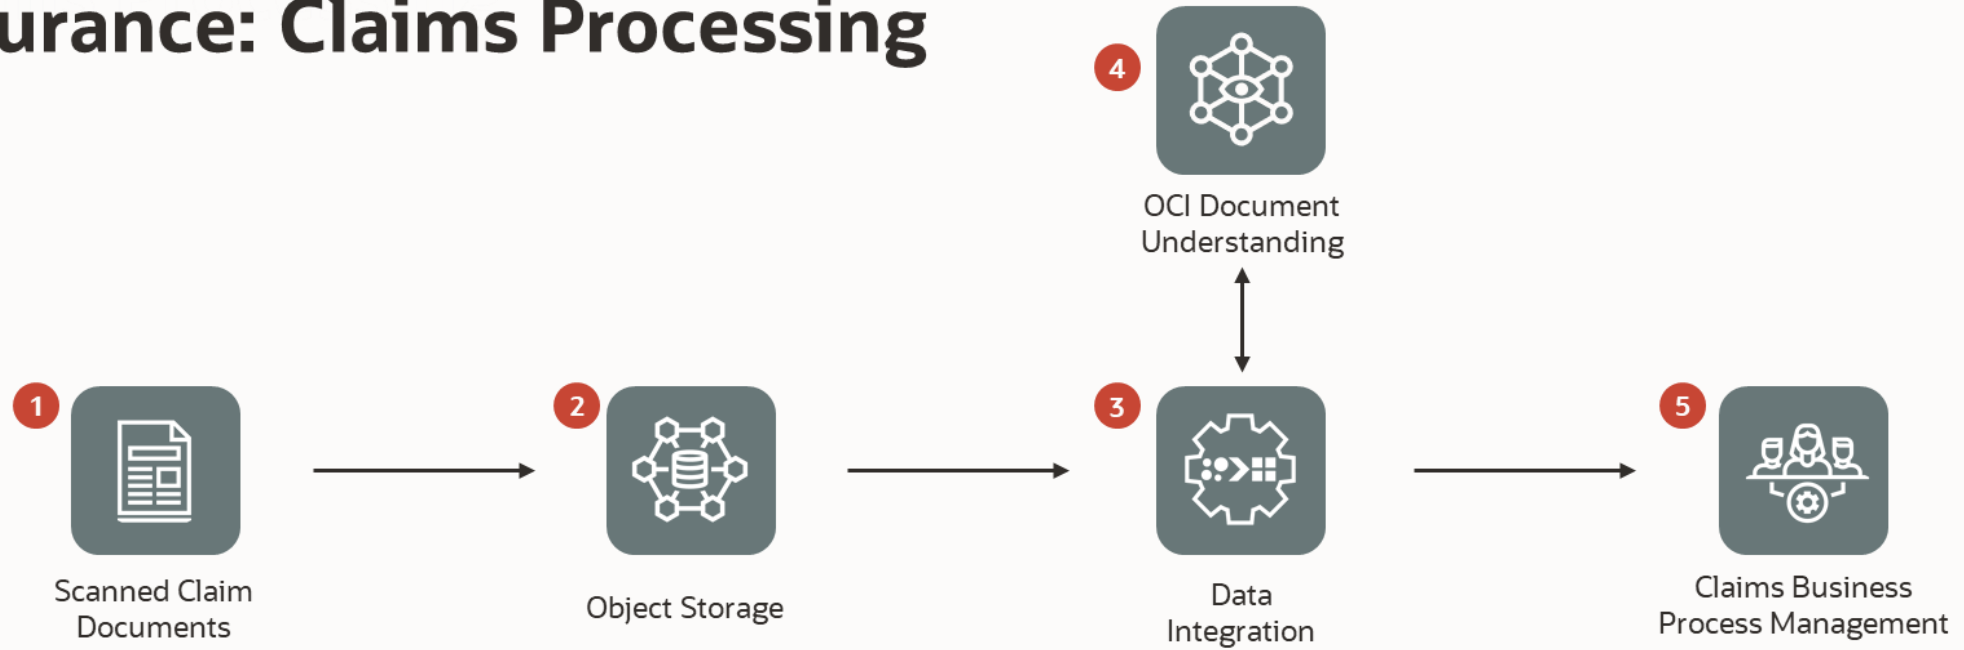 urance: Claims Processing
4
OCI Document
Understanding
1
2
3
5
Scanned Claim
Documents
Object Storage
Data
Integration
Claims Business
Process Management